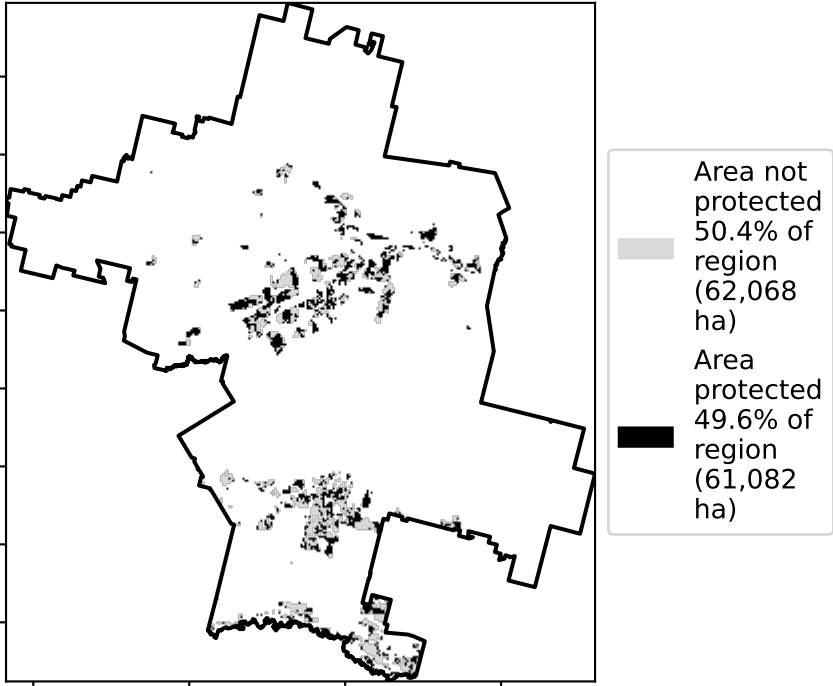 Area not
protected
50.4% of
region
(62,068
ha)
Area
protected
49.6% of
region
(61,082
ha)